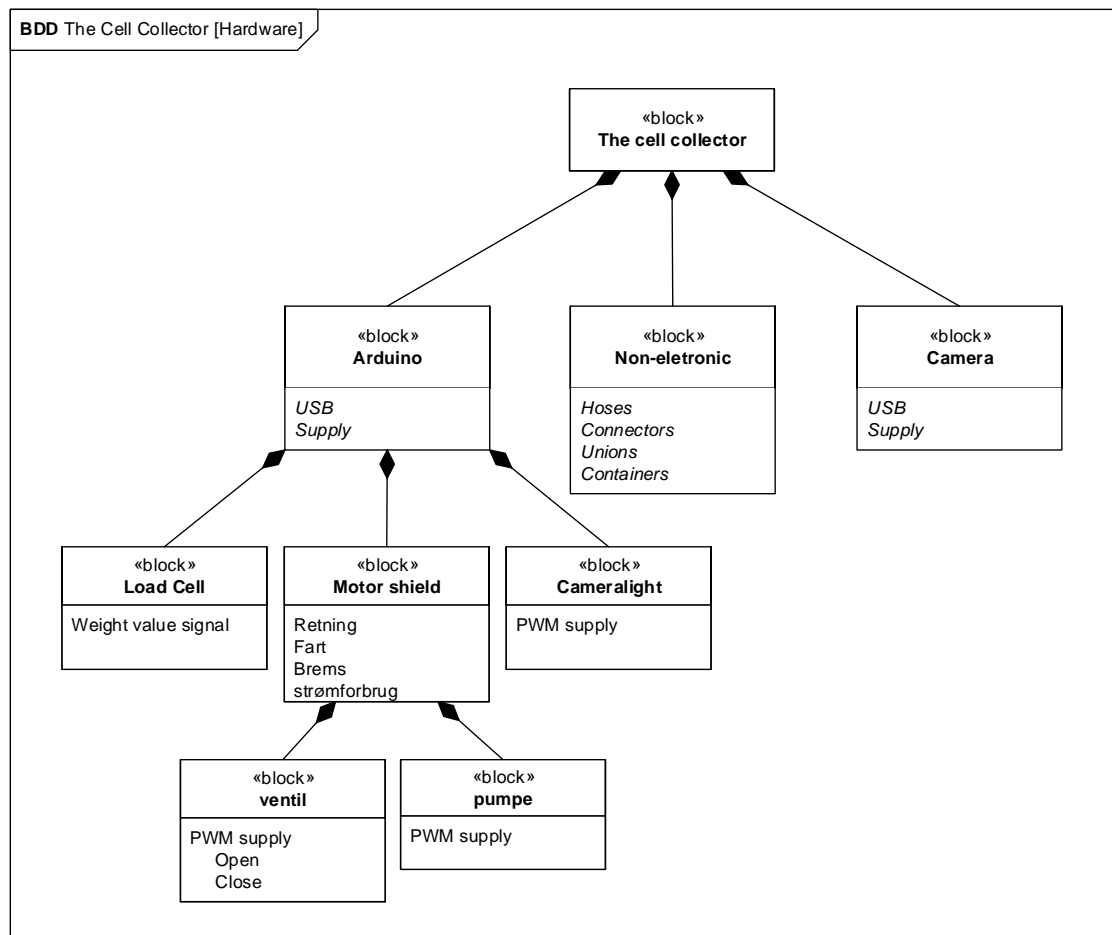 BDD The Cell Collector [Hardware]
«block»
The cell collector
«block»
Arduino
USB
Supply
«block»
Non-eletronic
Hoses
Connectors
Unions
Containers
«block»
Camera
USB
Supply
«block»
Load Cell
Weight value signal
«block»
Motor shield
Retning
Fart
Brems
strømforbrug
«block»
Cameralight
PWM supply
«block»
ventil
PWM supply
Open
Close
«block»
pumpe
PWM supply